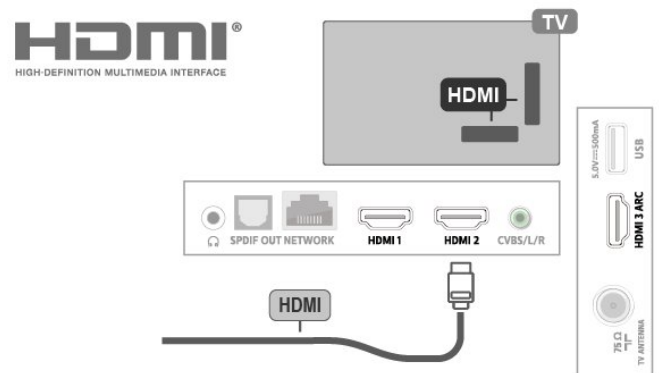 HDMI®
HIGH-DEFINITION MULTIMEDIA INTERFACE
TV
HDMI
SPDIF OUT NETWORK HDMI 1 HDMI 2 CVBS/L/R
HDMI
5.0V⎓500mA
USB
HDMI 3 ARC
75 Ω
TV ANTENNA